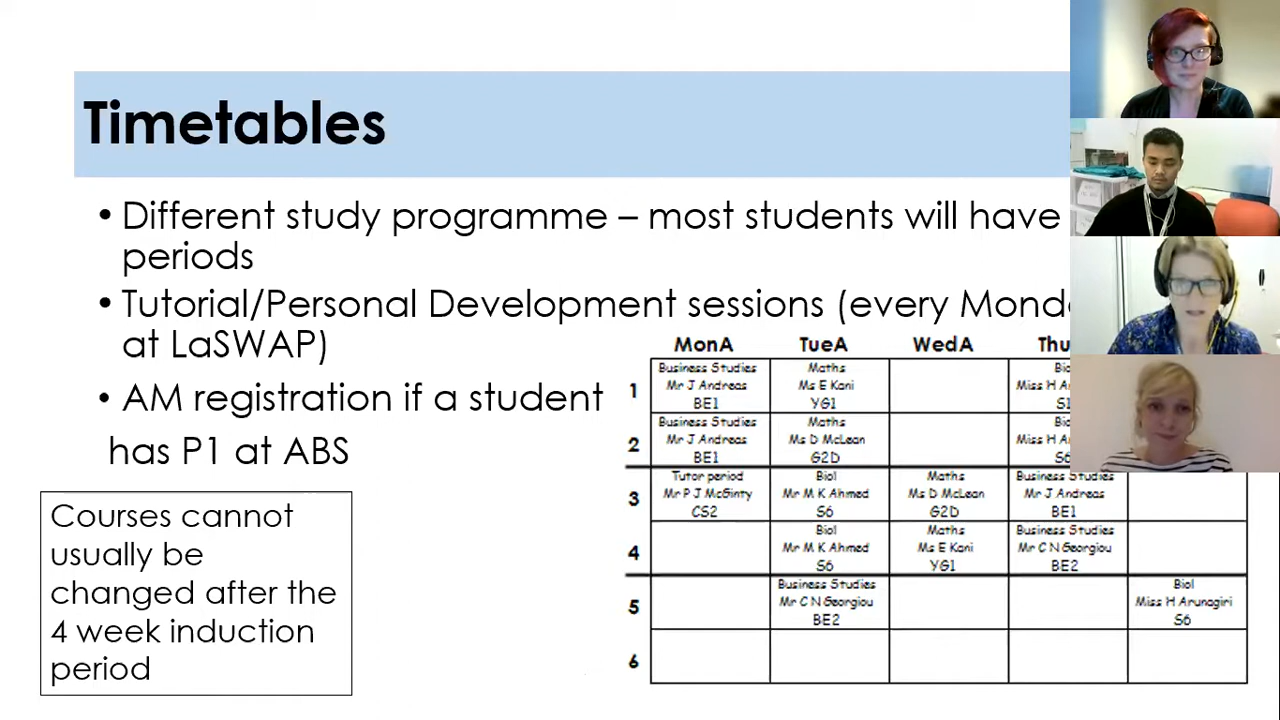 Timetables
• Different study programme – most students will have
periods
• Tutorial/Personal Development sessions (every
at LaSWAP)
• AM registration if a student
has P1 at ABS
Courses cannot
usually be
changed after the
4 week induction
period
MonA TueA WedA
1
Business Studies Maths
Mr J Andreas Ms E Kani Miss H
BE1 YG1
2
Business Studies Maths
Mr J Andreas Ms D McLean Miss H
BE1 G2D
3
Tutor period Biol Maths Business Studies
Mr P J McGinty Mr M K Ahmed Ms D McLean Mr J Andreas
CS2 S6 G2D BE1
4
Biol Maths Business Studies
Mr M K Ahmed Ms E Kani Mr C N Georgiou
S6 YG1 BE2
5
Business Studies Biol
Mr C N Georgiou Miss H Arunagiri
BE2 S6
6